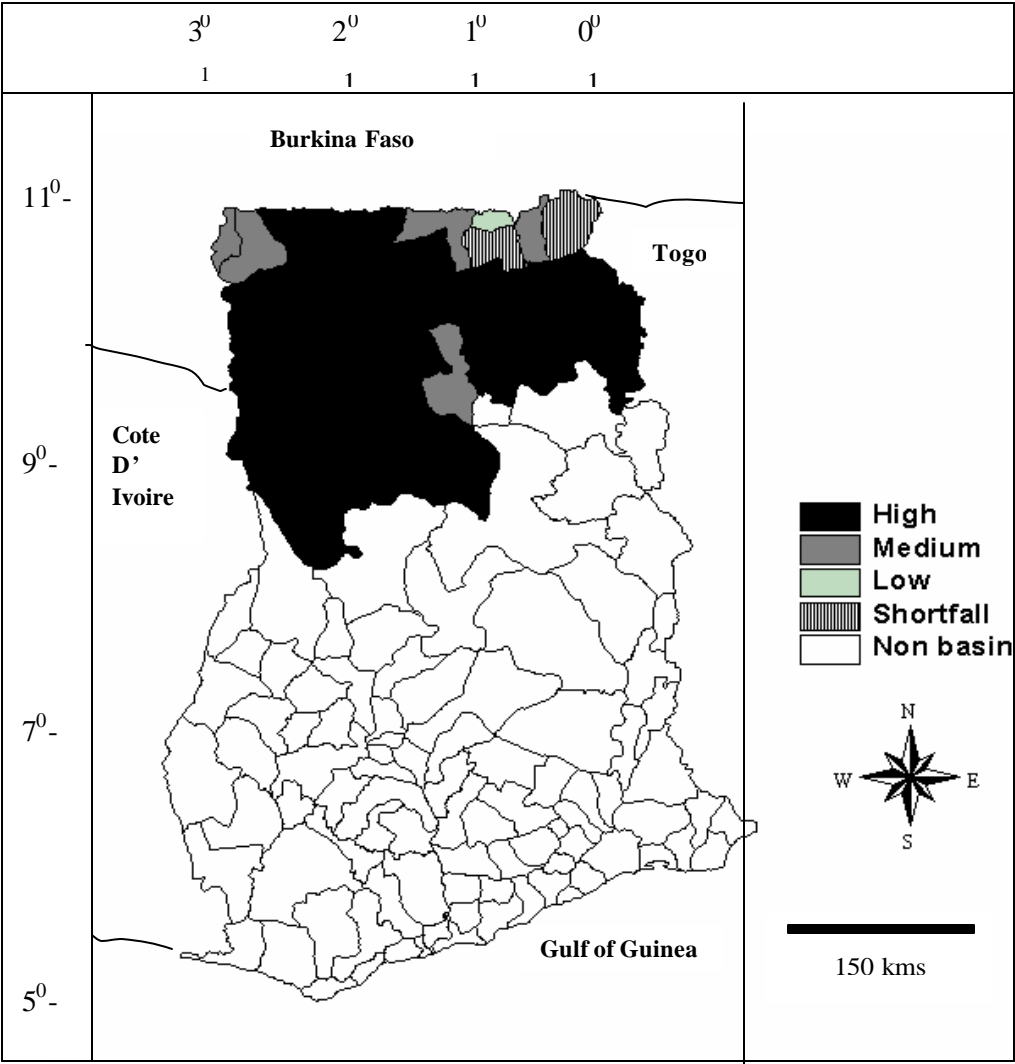 3⁰ 2⁰ 1⁰ 0⁰
1 1 1 1
Burkina Faso
11⁰-
Togo
Cote
D’
Ivoire
9⁰-
High
Medium
Low
Shortfall
Non basin
7⁰-
N
W E
S
Gulf of Guinea
150 kms
5⁰-